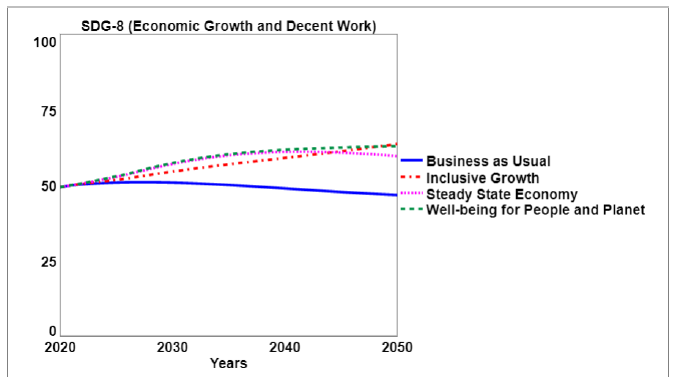 SDG-8 (Economic Growth and Decent Work)
100
75
50
25
0
2020 2030 2040 2050
Years
Business as Usual
Inclusive Growth
Steady State Economy
Well-being for People and Planet